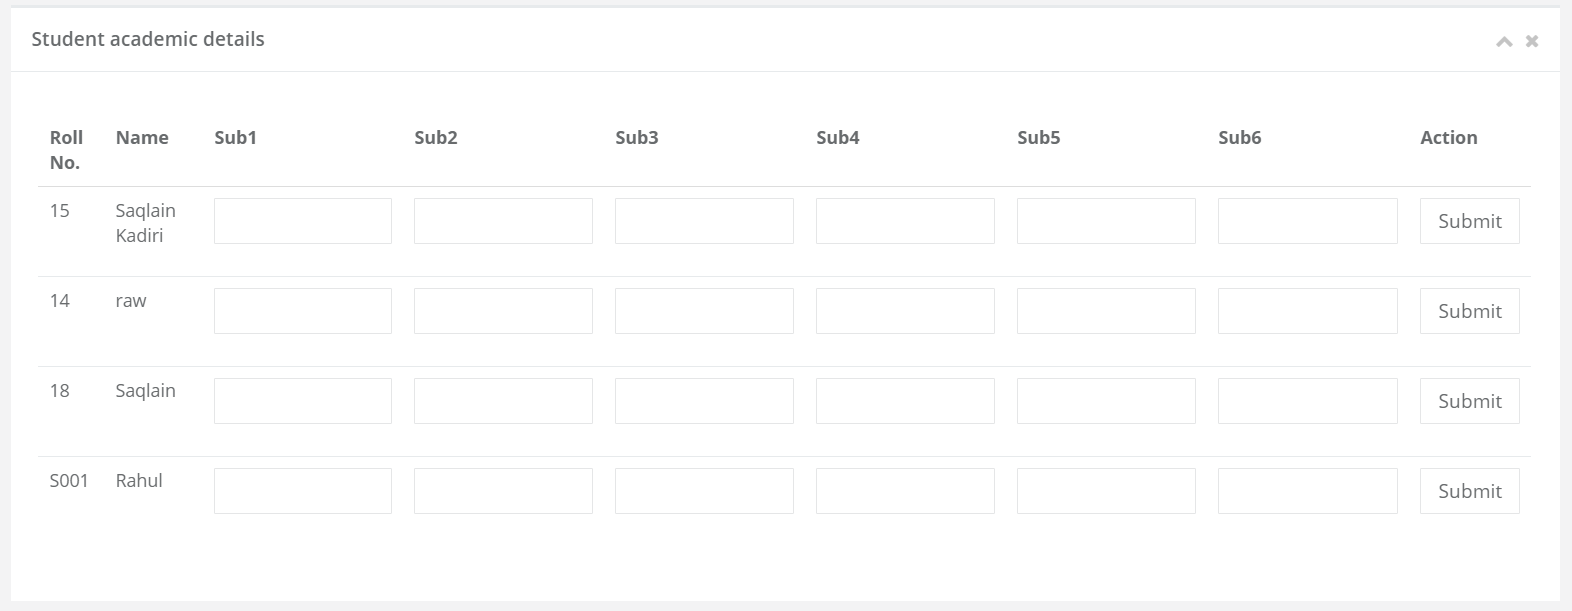 Student academic details
Roll No. Name Sub1 Sub2 Sub3 Sub4 Sub5 Sub6 Action
15 Saqlain Kadiri Submit
14 raw Submit
18 Saqlain Submit
S001 Rahul Submit